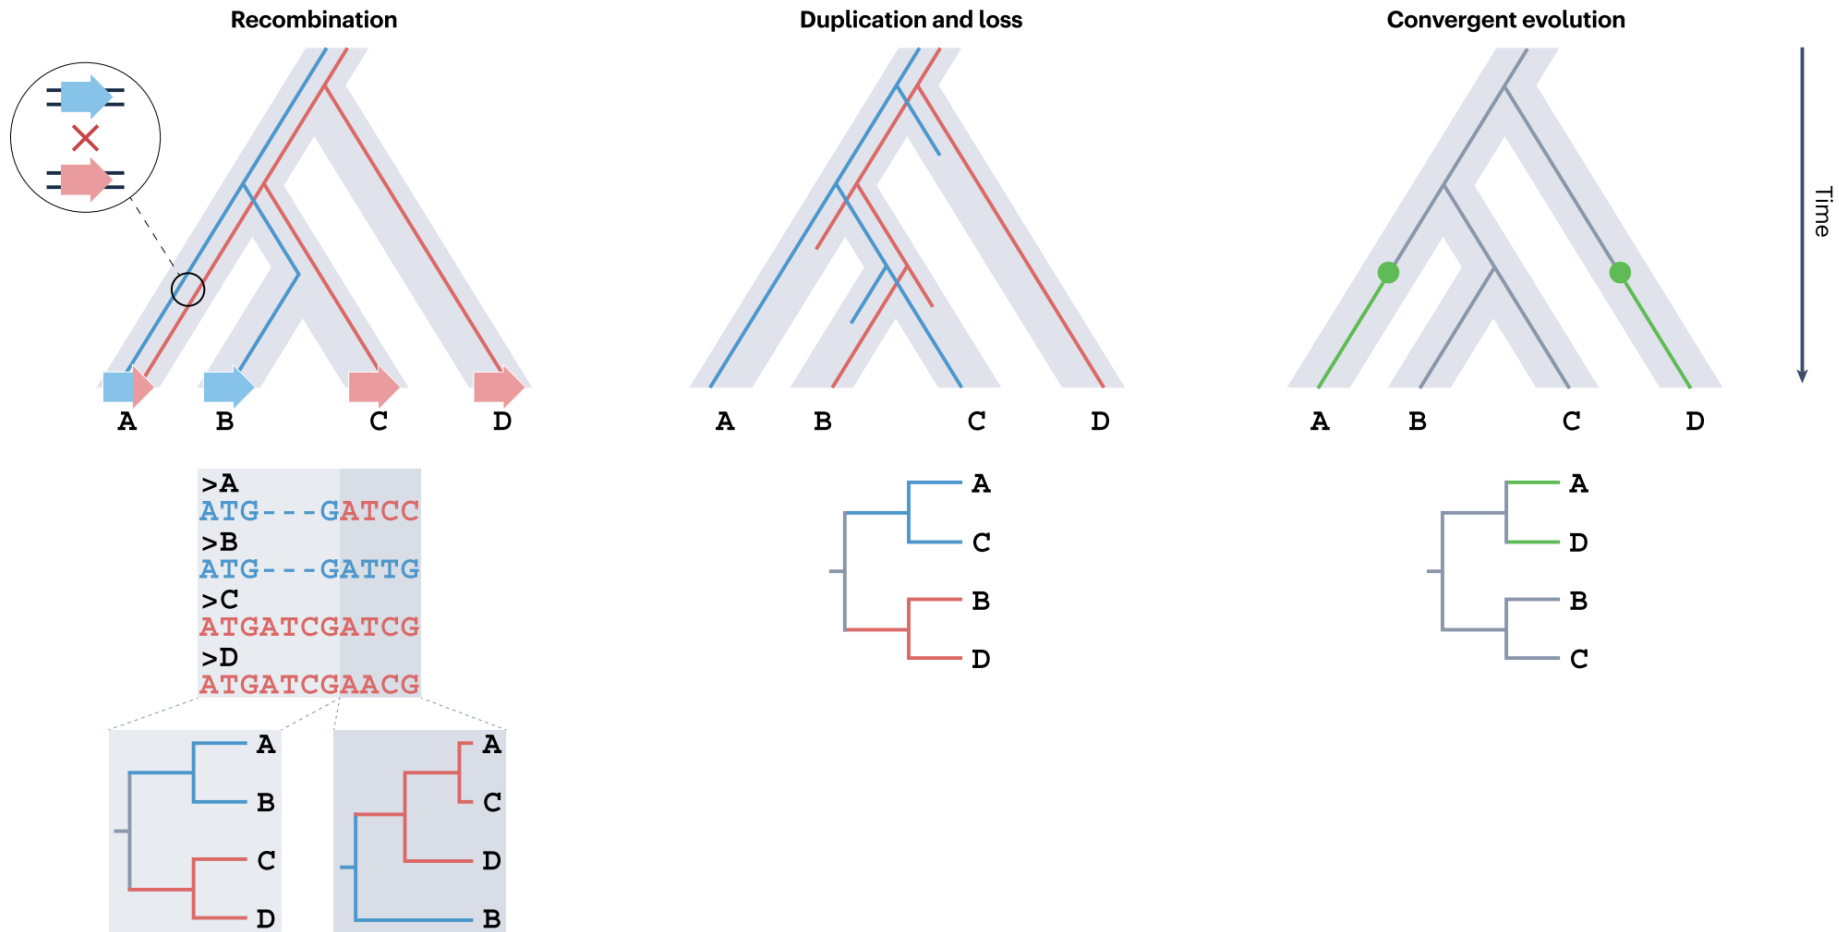 Recombination
Duplication and loss
Convergent evolution
Time
A B C D
A B C D
A B C D
>A
ATG---GATCC
>B
ATG---GATTG
>C
ATGATCGATCG
>D
ATGATCGAACG
A
B
C
D
A
C
D
B
A
C
B
D
A
D
B
C